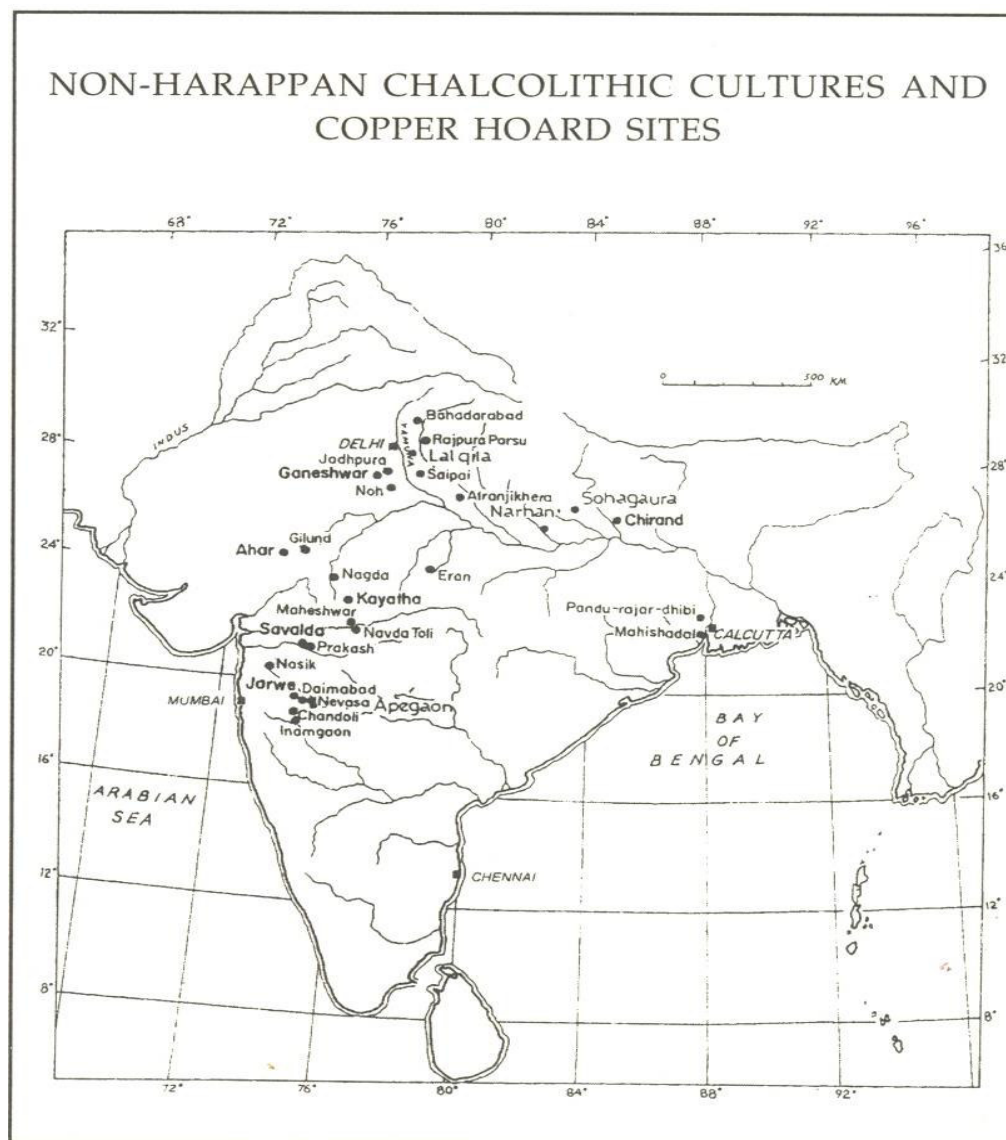 NON-HARAPPAN CHALCOLITHIC CULTURES AND
COPPER HOARD SITES
68° 72° 76° 80° 84° 88° 92° 96°
36
32°
32
0 300 KM
INDUS
YAMUNA
Bahadarabad
28°
DELHI
Rajpura Parsu
28°
Lal qila
Jodhpura
Ganeshwar
Saipai
Noh
Atranjikhera
Sohagaura
Narhan
Chirand
24°
Gilund
Ahar
24°
Nagda
Eran
Kayatha
Maheshwar
Pandu-rajar-dhibi
Savalda
Navda Toli
Mahishadal
CALCUTTA
20°
Prakash
Nasik
20°
Jarwe
Daimabad
MUMBAI
Nevasa
Apegaon
Chandoli
Inamgaon
BAY
OF
BENGAL
16°
ARABIAN
SEA
16°
12°
CHENNAI
12°
8°
8°
72° 76° 80° 84° 88° 92°